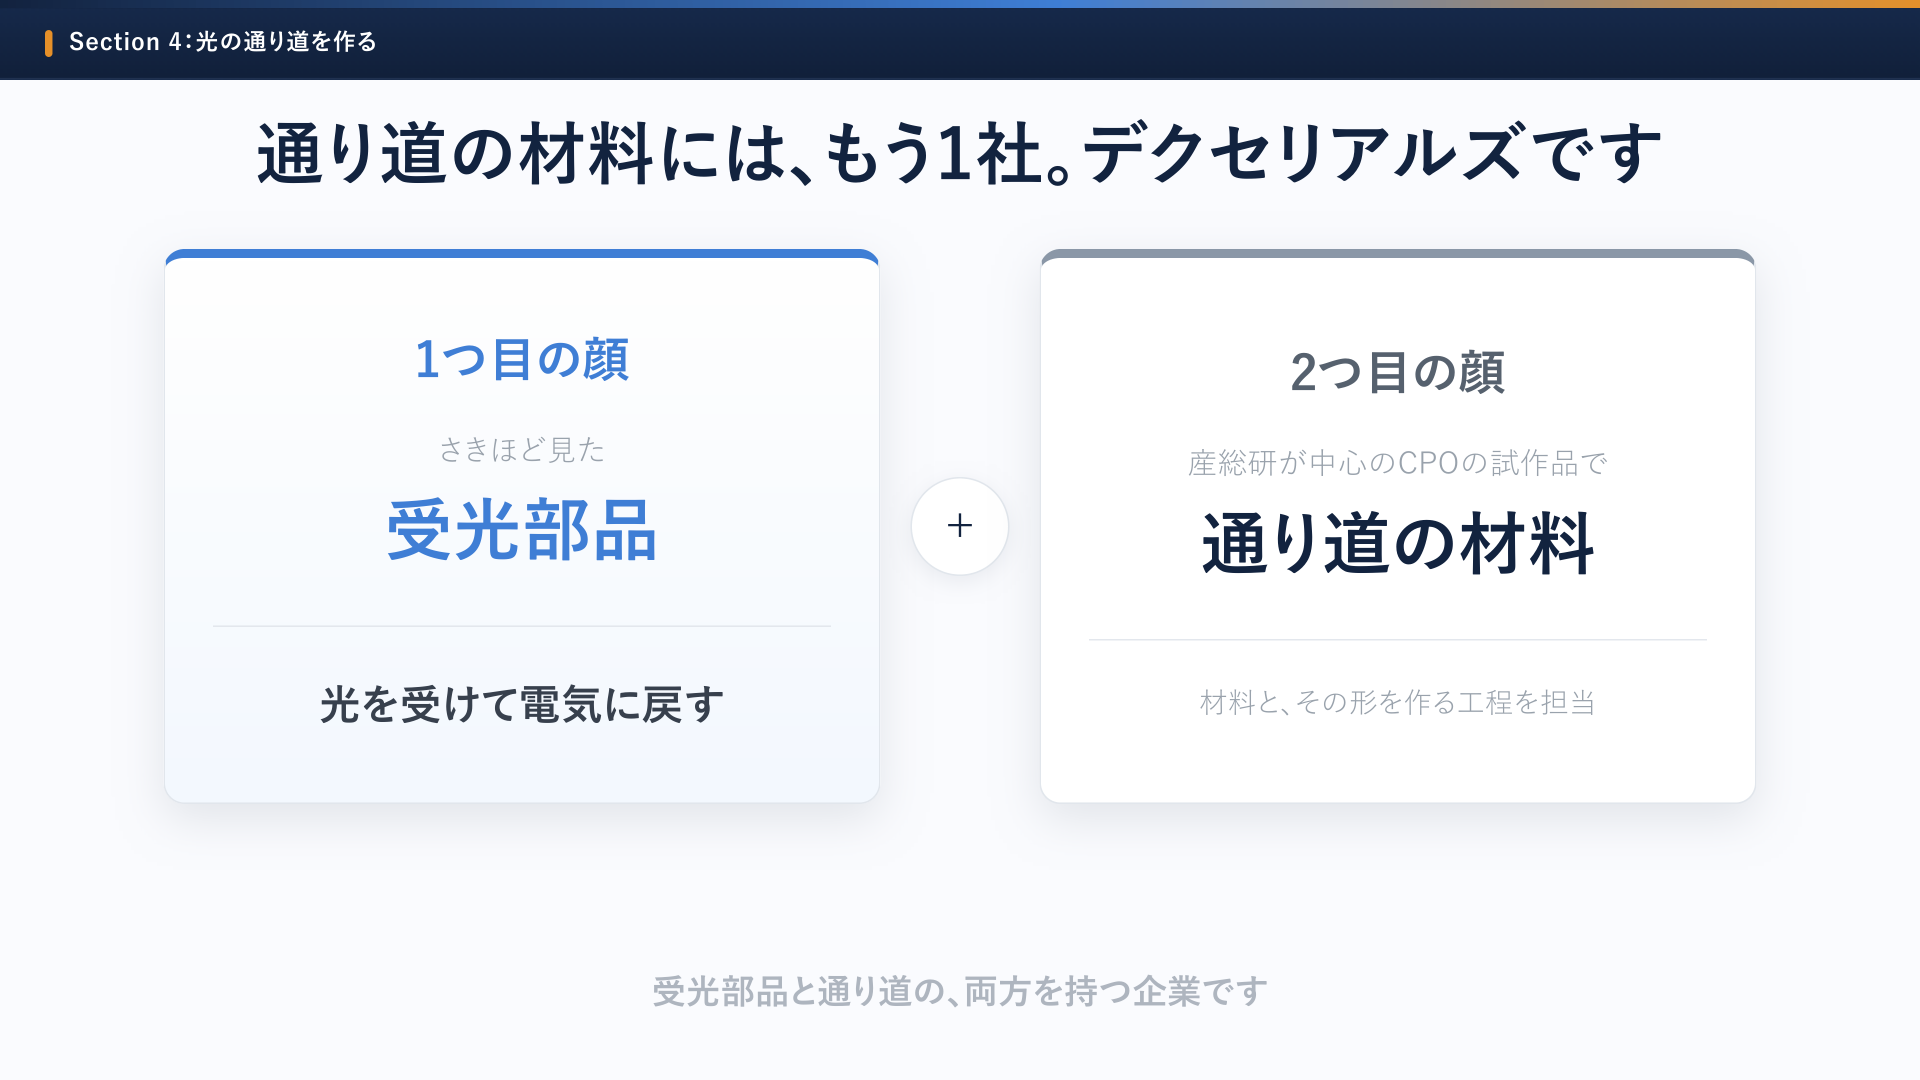 Section 4：光の通り道を作る
通り道の材料には、もう1社。デクセリアルズです
1つ目の顔
さきほど見た
受光部品
光を受けて電気に戻す
+
2つ目の顔
産総研が中心のCPOの試作品で
通り道の材料
材料と、その形を作る工程を担当
受光部品と通り道の、両方を持つ企業です